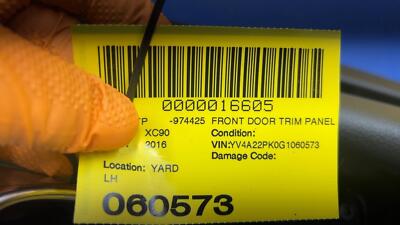 0000016605
-974425 FRONT DOOR TRIM PANEL
XC90 Condition:
2016 VIN:YV4A22PK0G1060573
Damage Code:
Location: YARD
LH
060573